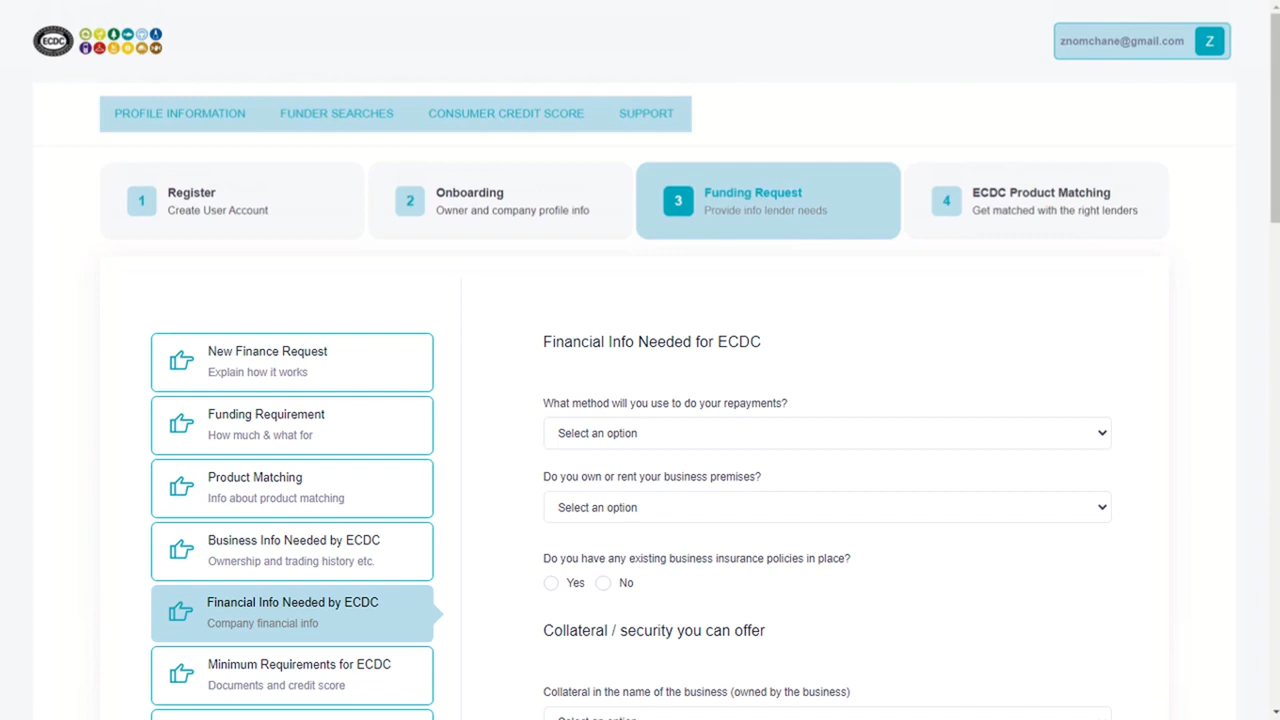 ECDC
znomchane@gmail.com
Z
PROFILE INFORMATION
FUNDER SEARCHES
CONSUMER CREDIT SCORE
SUPPORT
1
Register
Create User Account
2
Onboarding
Owner and company profile info
3
Funding Request
Provide info lender needs
4
ECDC Product Matching
Get matched with the right lenders
New Finance Request
Explain how it works
Funding Requirement
How much & what for
Product Matching
Info about product matching
Business Info Needed by ECDC
Ownership and trading history etc.
Financial Info Needed by ECDC
Company financial info
Minimum Requirements for ECDC
Documents and credit score
Financial Info Needed for ECDC
What method will you use to do your repayments?
Select an option
Do you own or rent your business premises?
Select an option
Do you have any existing business insurance policies in place?
Yes No
Collateral / security you can offer
Collateral in the name of the business (owned by the business)
Select an option